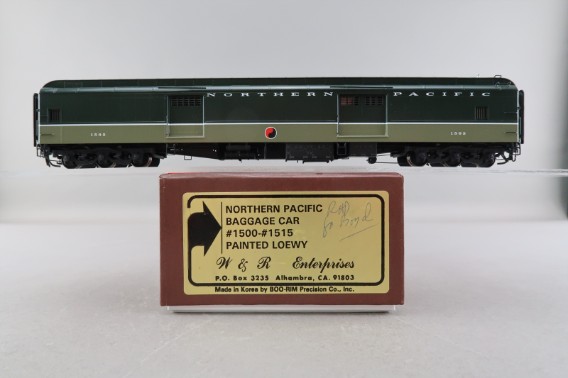 NORTHERN PACIFIC
NORTHERN PACIFIC
BAGGAGE CAR
#1500-#1515
PAINTED LOEWY
W & R Enterprises
P.O. Box 3235 Alhambra, CA. 91803
Made in Korea by BOO-RIM Precision Co., Inc.